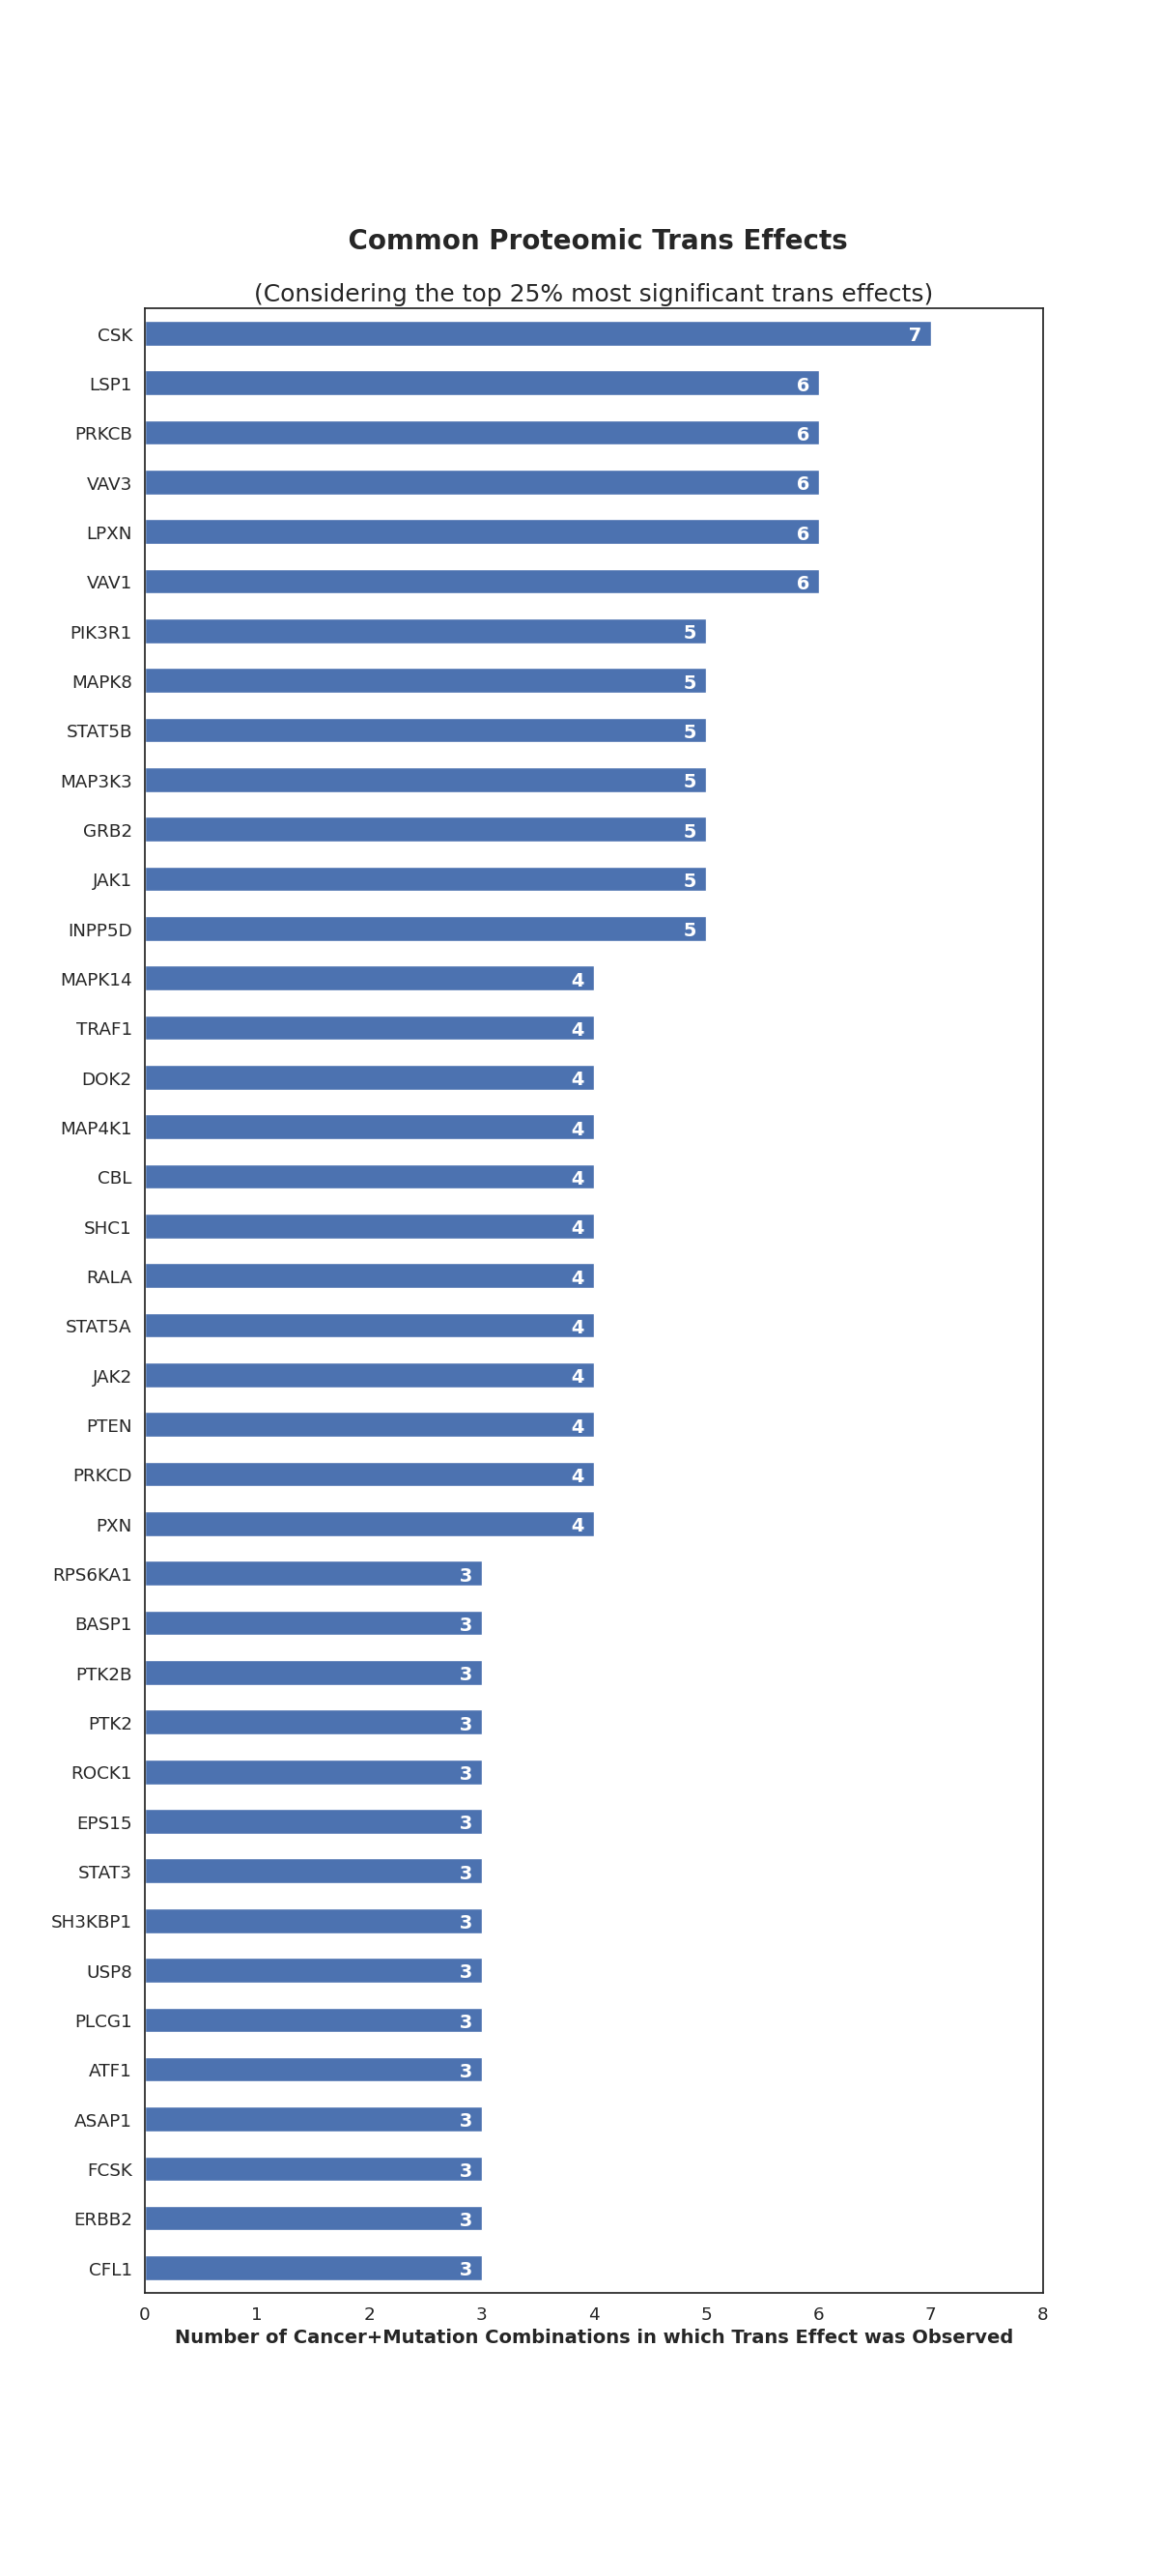 Common Proteomic Trans Effects
(Considering the top 25% most significant trans effects)
CSK 7
LSP1 6
PRKCB 6
VAV3 6
LPXN 6
VAV1 6
PIK3R1 5
MAPK8 5
STAT5B 5
MAP3K3 5
GRB2 5
JAK1 5
INPP5D 5
MAPK14 4
TRAF1 4
DOK2 4
MAP4K1 4
CBL 4
SHC1 4
RALA 4
STAT5A 4
JAK2 4
PTEN 4
PRKCD 4
PXN 4
RPS6KA1 3
BASP1 3
PTK2B 3
PTK2 3
ROCK1 3
EPS15 3
STAT3 3
SH3KBP1 3
USP8 3
PLCG1 3
ATF1 3
ASAP1 3
FCSK 3
ERBB2 3
CFL1 3
0 1 2 3 4 5 6 7 8
Number of Cancer+Mutation Combinations in which Trans Effect was Observed